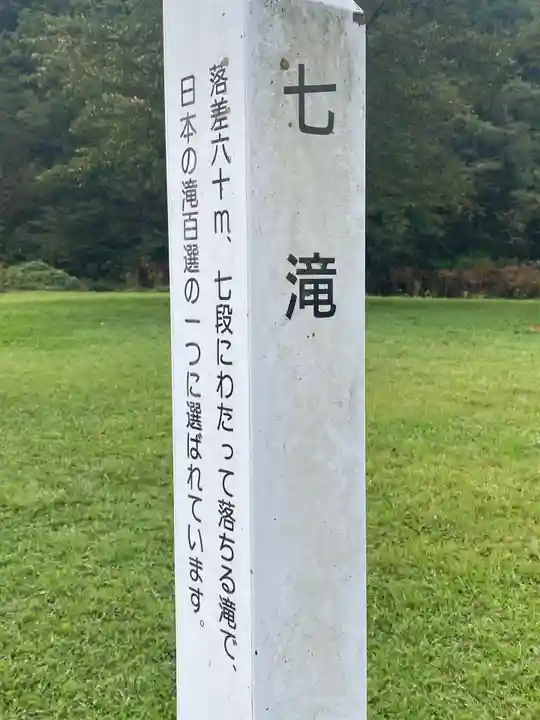 七滝
落差六十m、七段にわたって落ちる滝で、
日本の滝百選の一つに選ばれています。